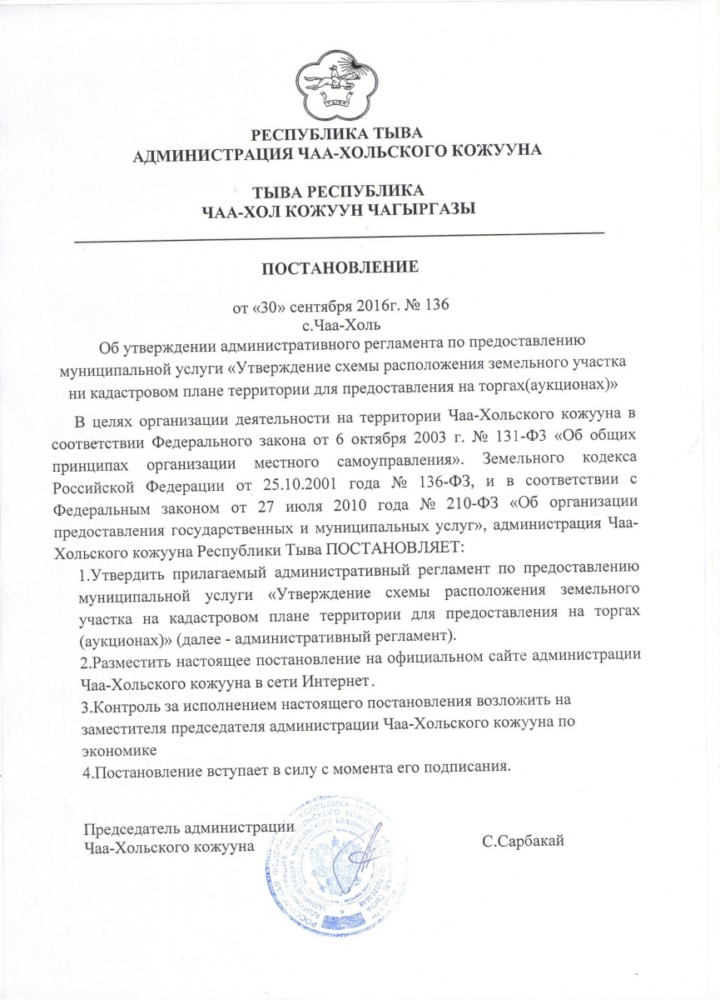 ТЫВА
РЕСПУБЛИКА ТЫВА
АДМИНИСТРАЦИЯ ЧАА-ХОЛЬСКОГО КОЖУУНА
ТЫВА РЕСПУБЛИКА
ЧАА-ХОЛ КОЖУУН ЧАГЫРГАЗЫ
ПОСТАНОВЛЕНИЕ
от «30» сентября 2016г. № 136
с.Чаа-Холь
Об утверждении административного регламента по предоставлению
муниципальной услуги «Утверждение схемы расположения земельного участка
ни кадастровом плане территории для предоставления на торгах(аукционах)»
В целях организации деятельности на территории Чаа-Хольского кожууна в
соответствии Федерального закона от 6 октября 2003 г. № 131-ФЗ «Об общих
принципах организации местного самоуправления». Земельного кодекса
Российской Федерации от 25.10.2001 года № 136-ФЗ, и в соответствии с
Федеральным законом от 27 июля 2010 года № 210-ФЗ «Об организации
предоставления государственных и муниципальных услуг», администрация Чаа-
Хольского кожууна Республики Тыва ПОСТАНОВЛЯЕТ:
1.Утвердить прилагаемый административный регламент по предоставлению
муниципальной услуги «Утверждение схемы расположения земельного
участка на кадастровом плане территории для предоставления на торгах
(аукционах)» (далее - административный регламент).
2.Разместить настоящее постановление на официальном сайте администрации
Чаа-Хольского кожууна в сети Интернет.
3.Контроль за исполнением настоящего постановления возложить на
заместителя председателя администрации Чаа-Хольского кожууна по
экономике
4.Постановление вступает в силу с момента его подписания.
Председатель администрации
Чаа-Хольского кожууна
С.Сарбакай
РЕСПУБЛИКА ТЫВА